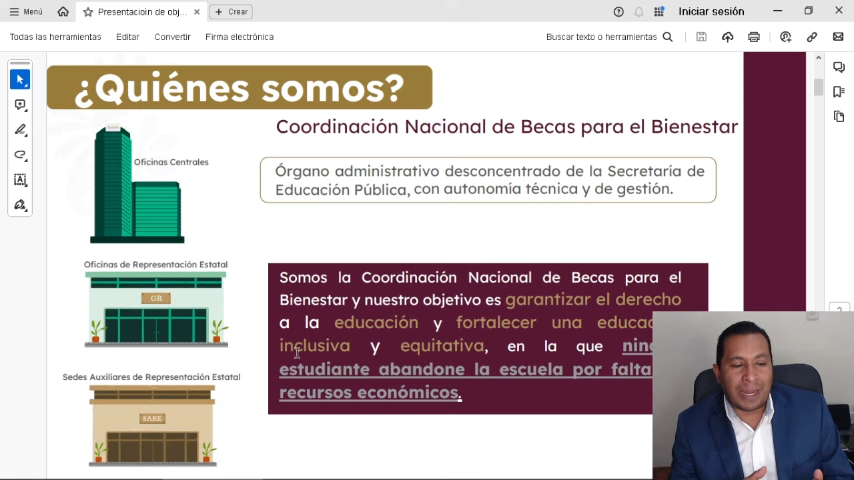 Menú
Presentacioin de obj...
Crear
Iniciar sesión
Todas las herramientas
Editar
Convertir
Firma electrónica
Buscar texto o herramientas
¿Quiénes somos?
Coordinación Nacional de Becas para el Bienestar
Oficinas Centrales
Órgano administrativo desconcentrado de la Secretaría de
Educación Pública, con autonomía técnica y de gestión.
Oficinas de Representación Estatal
OR
Somos la Coordinación Nacional de Becas para el
Bienestar y nuestro objetivo es garantizar el derecho
a la educación y fortalecer una
inclusiva y equitativa, en la que
estudiante abandone la escuela por falta
recursos económicos.
Sedes Auxiliares de Representación Estatal
SARE